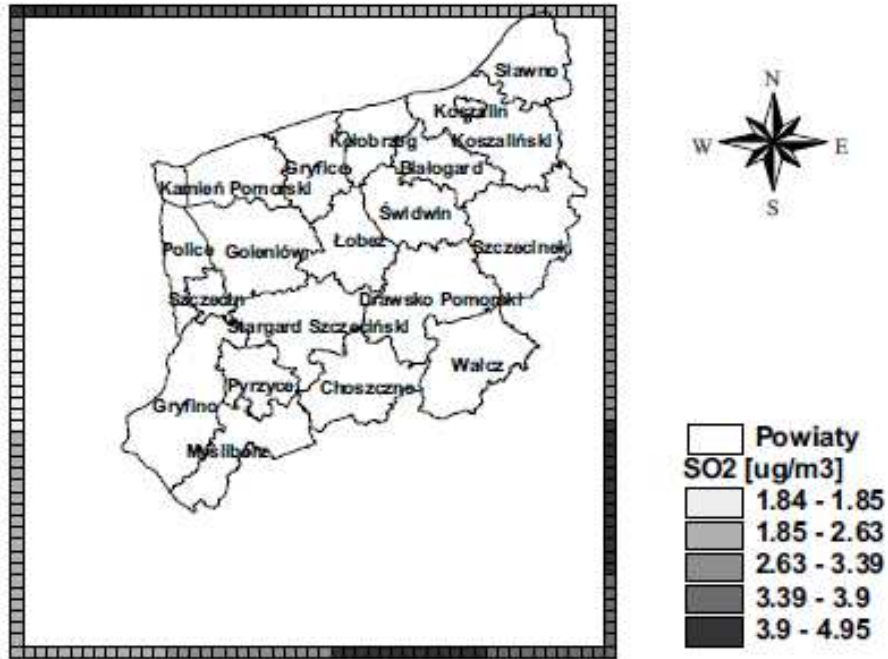 Sławno
N
Koszalin
Kołobrzeg
Koszaliński
W
E
Gryfice
Białogard
Kamień Pomorski
S
Świdwin
Police
Goleniów
Łobez
Szczecinek
Szczecin
Drawsko Pomorski
Stargard Szczeciński
Wałcz
Pyrzyce
Choszczno
Gryfino
Powiaty
Myślibórz
SO2 [ug/m3]
1.84 - 1.85
1.85 - 2.63
2.63 - 3.39
3.39 - 3.9
3.9 - 4.95